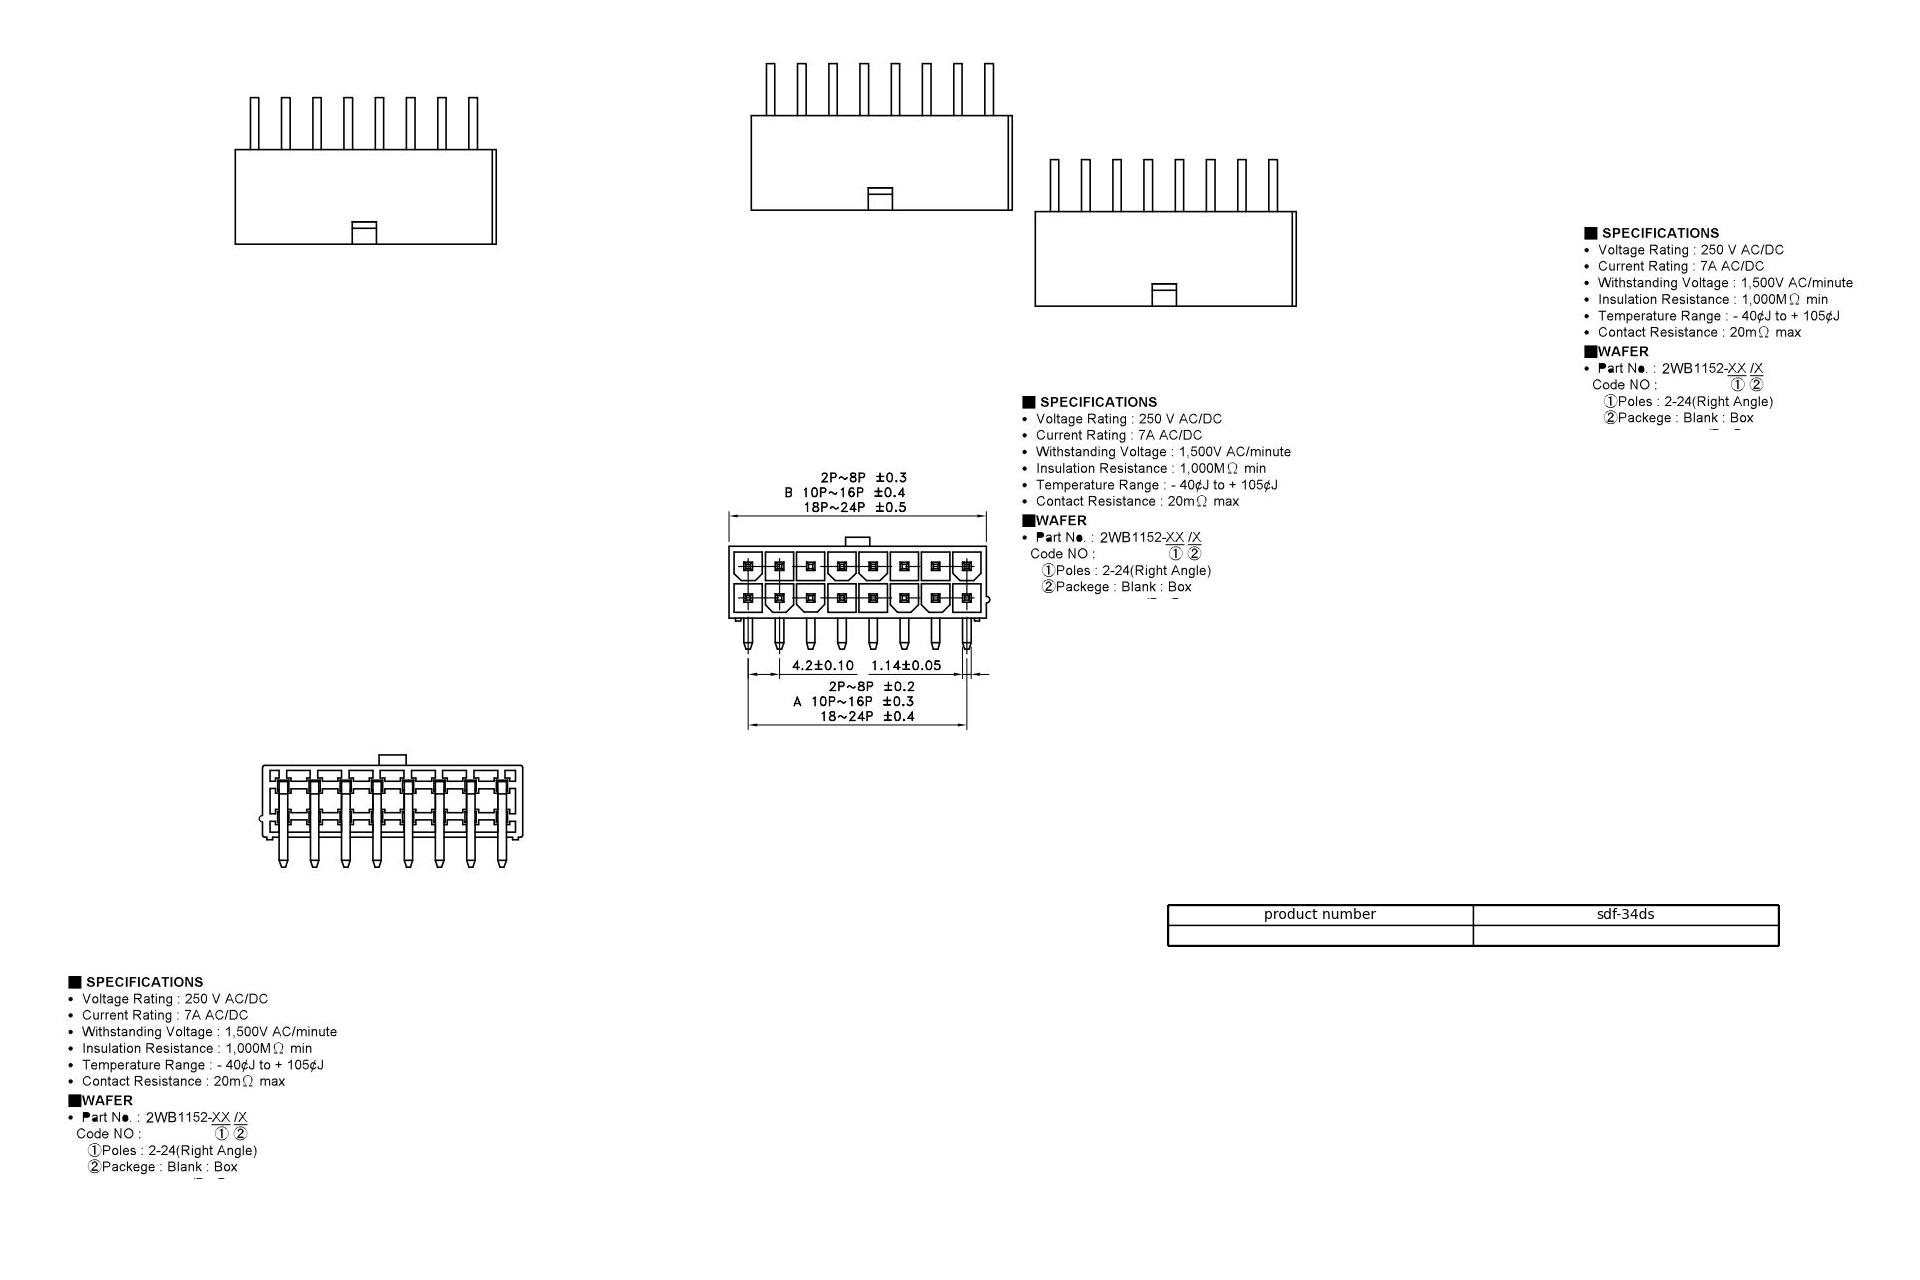 ■ SPECIFICATIONS
• Voltage Rating : 250 V AC/DC
• Current Rating : 7A AC/DC
• Withstanding Voltage : 1,500V AC/minute
• Insulation Resistance : 1,000MΩ min
• Temperature Range : - 40¢J to + 105¢J
• Contact Resistance : 20mΩ max
■WAFER
• Part No. : 2WB1152-XX /X
Code NO : ① ②
①Poles : 2-24(Right Angle)
②Packege : Blank : Box
■ SPECIFICATIONS
• Voltage Rating : 250 V AC/DC
• Current Rating : 7A AC/DC
• Withstanding Voltage : 1,500V AC/minute
• Insulation Resistance : 1,000MΩ min
• Temperature Range : - 40¢J to + 105¢J
• Contact Resistance : 20mΩ max
■WAFER
• Part No. : 2WB1152-XX /X
Code NO : ① ②
①Poles : 2-24(Right Angle)
②Packege : Blank : Box
2P~8P ±0.3
B 10P~16P ±0.4
18P~24P ±0.5
4.2±0.10 1.14±0.05
2P~8P ±0.2
A 10P~16P ±0.3
18~24P ±0.4
product number sdf-34ds
■ SPECIFICATIONS
• Voltage Rating : 250 V AC/DC
• Current Rating : 7A AC/DC
• Withstanding Voltage : 1,500V AC/minute
• Insulation Resistance : 1,000MΩ min
• Temperature Range : - 40¢J to + 105¢J
• Contact Resistance : 20mΩ max
■WAFER
• Part No. : 2WB1152-XX /X
Code NO : ① ②
①Poles : 2-24(Right Angle)
②Packege : Blank : Box